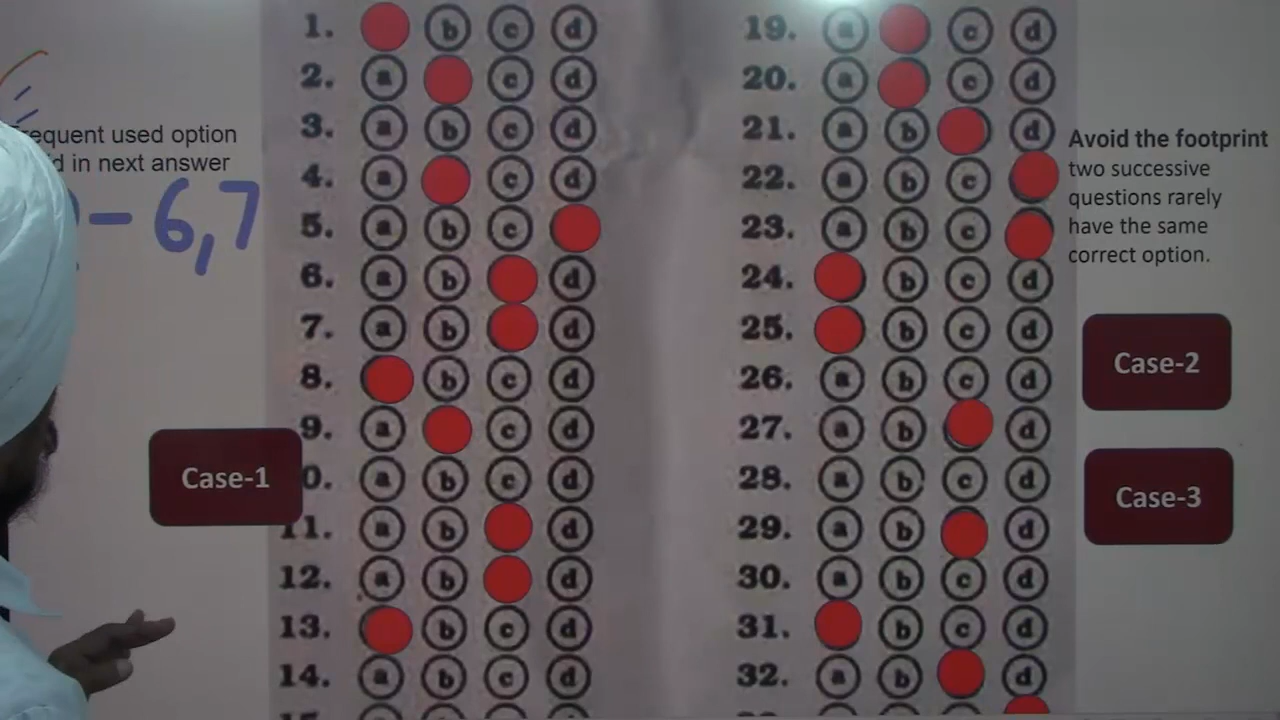 requent used option
d in next answer
- 6,7
Case-1
1. b c d
2. a c d
3. a b c d
4. a c d
5. a b c
6. a b d
7. a b d
8. b c d
9. a c d
0. a b c d
11. a b d
12. a b d
13. b c d
14. a b c d
19. a c d
20. a c d
21. a b d
22. a b c
23. a b c
24. b c d
25. b c d
26. a b c d
27. a b d
28. a b c d
29. a b d
30. a b c d
31. b c d
32. a b d
Avoid the footprint
two successive
questions rarely
have the same
correct option.
Case-2
Case-3